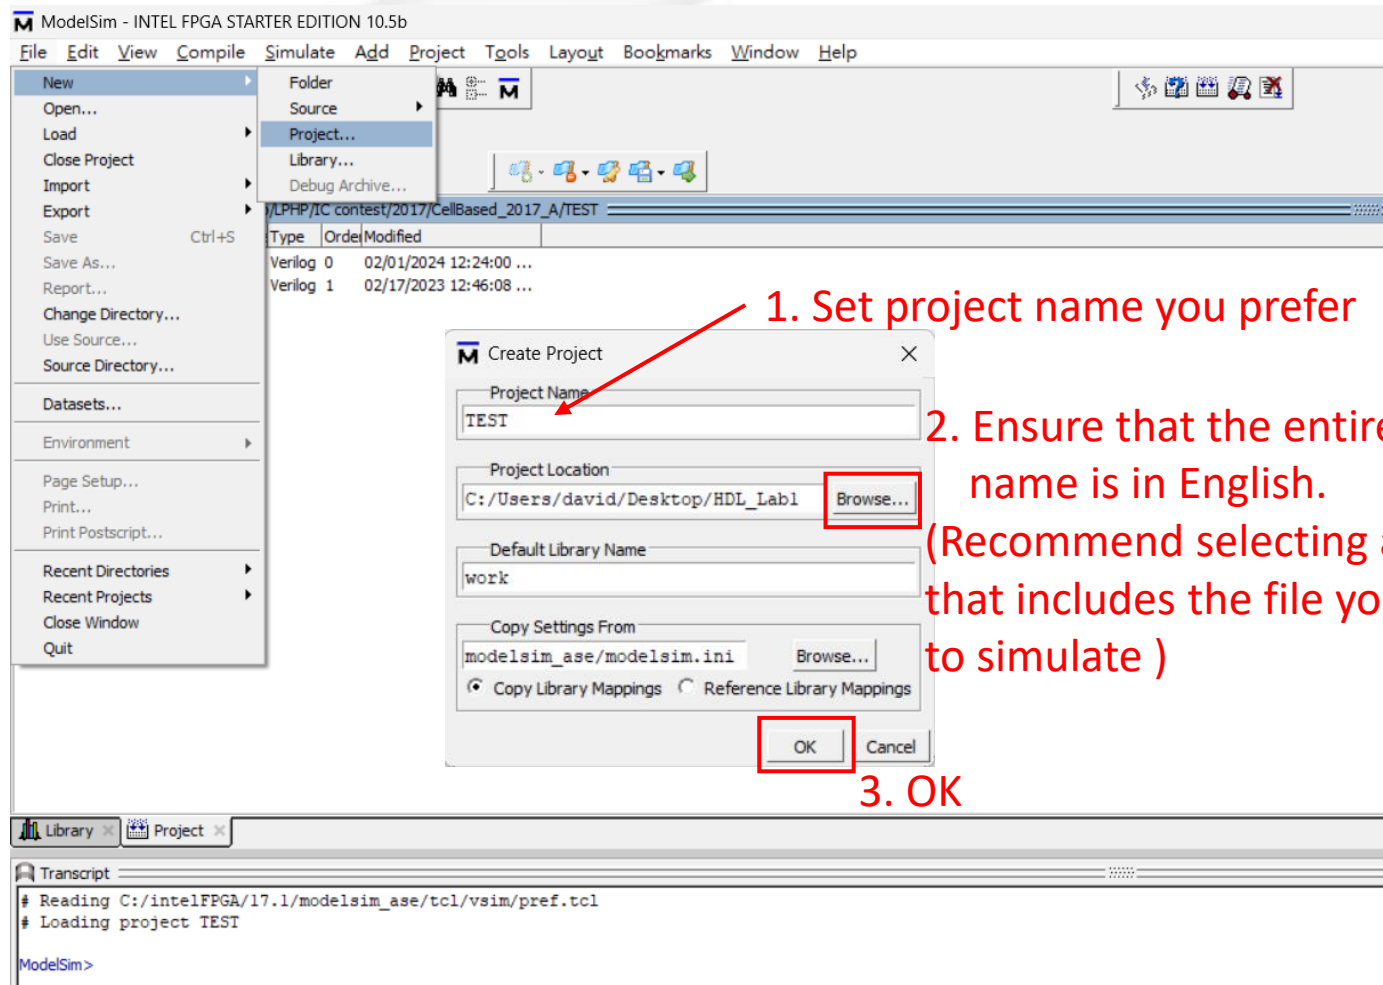 ModelSim - INTEL FPGA STARTER EDITION 10.5b
File Edit View Compile Simulate Add Project Tools Layout Bookmarks Window Help
New
Open...
Load
Close Project
Import
Export
Save Ctrl+S
Save As...
Report...
Change Directory...
Use Source...
Source Directory...
Datasets...
Environment
Page Setup...
Print...
Print Postscript...
Recent Directories
Recent Projects
Close Window
Quit
Folder
Source
Project...
Library...
Debug Archive...
/LPHP/IC contest/2017/CellBased_2017_A/TEST
Type Order Modified
Verilog 0 02/01/2024 12:24:00 ...
Verilog 1 02/17/2023 12:46:08 ...
1. Set project name you prefer
Create Project
Project Name
TEST
Project Location
C:/Users/david/Desktop/HDL_Lab1 Browse...
Default Library Name
work
Copy Settings From
modelsim_ase/modelsim.ini Browse...
Copy Library Mappings Reference Library Mappings
OK Cancel
2. Ensure that the entire
name is in English.
(Recommend selecting
that includes the file
to simulate )
3. OK
Library Project
Transcript
# Reading C:/intelFPGA/17.1/modelsim_ase/tcl/vsim/pref.tcl
# Loading project TEST
ModelSim>